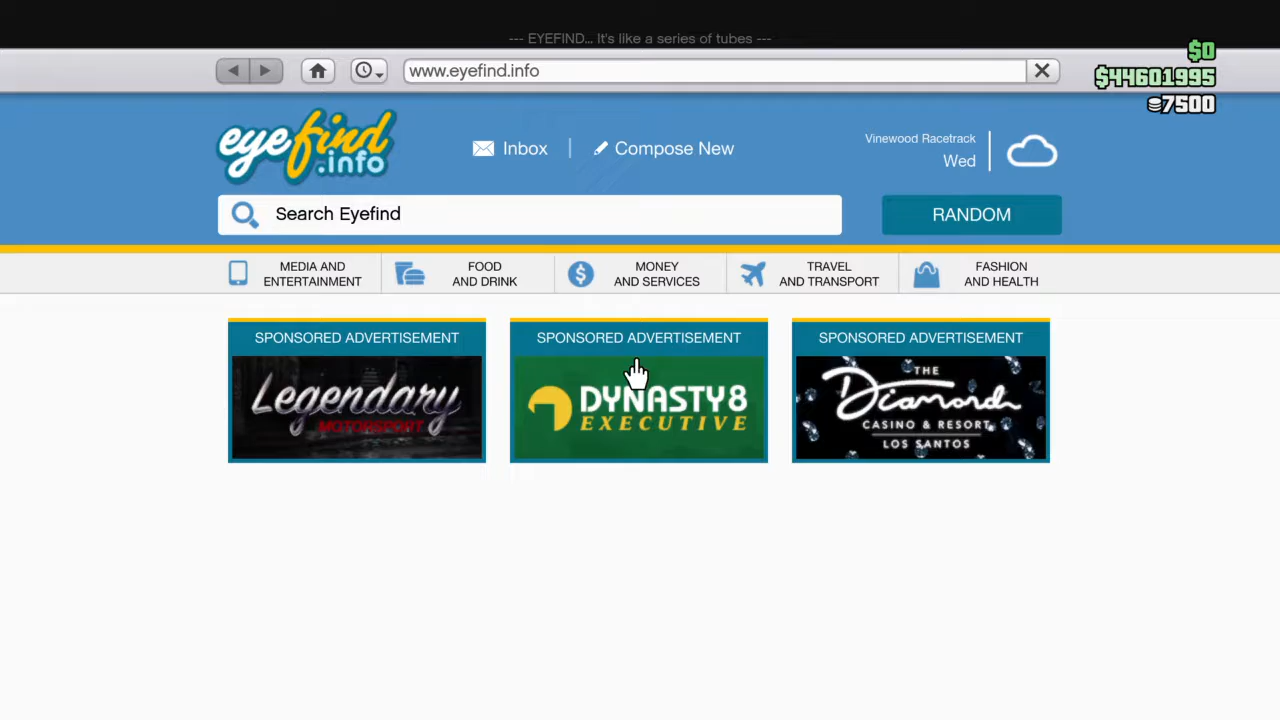 --- EYEFIND... It's like a series of tubes ---
$0
www.eyefind.info
$44601995
7500
eyefind
.info
Inbox
Compose New
Vinewood Racetrack
Wed
Search Eyefind
RANDOM
MEDIA AND
ENTERTAINMENT
FOOD
AND DRINK
MONEY
AND SERVICES
TRAVEL
AND TRANSPORT
FASHION
AND HEALTH
SPONSORED ADVERTISEMENT
Legendary
MOTORSPORT
SPONSORED ADVERTISEMENT
DYNASTY8
EXECUTIVE
SPONSORED ADVERTISEMENT
THE
Diamond
CASINO & RESORT
LOS SANTOS